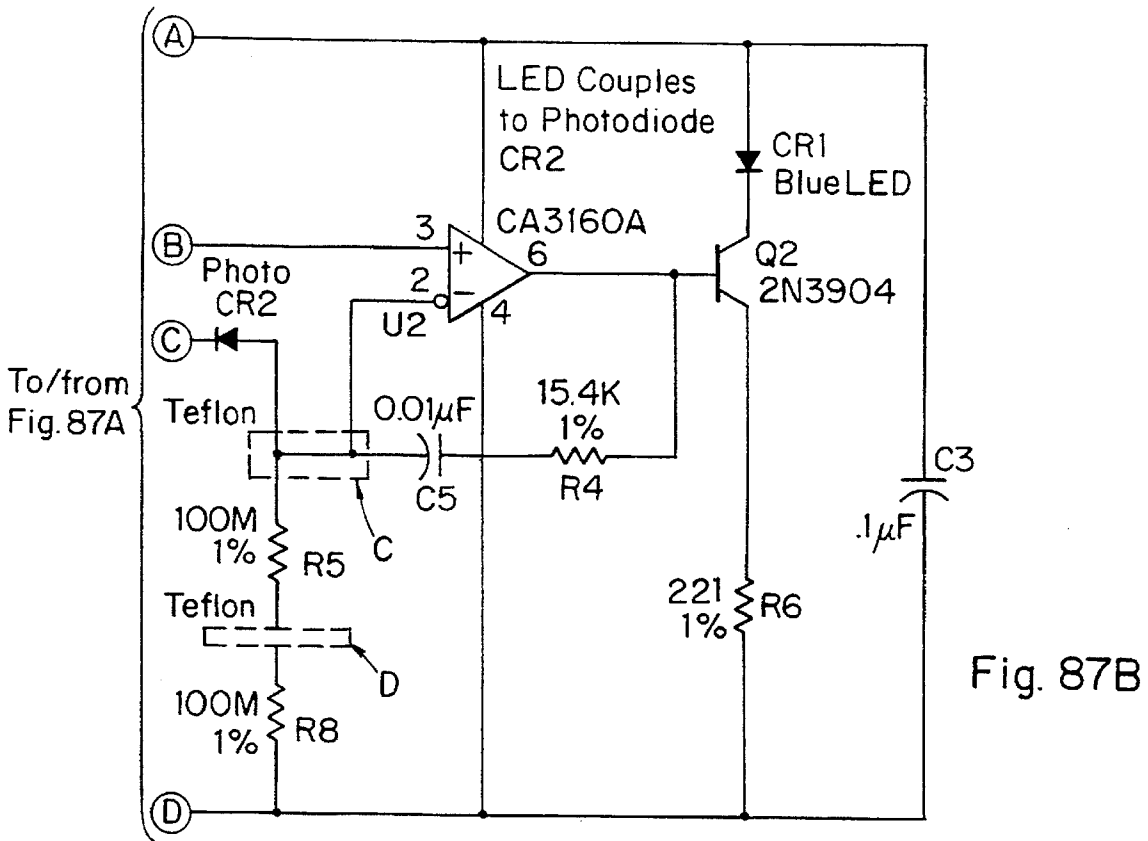 A
LED Couples
to Photodiode
CR2
CR1
Blue LED
CA3160A
B
3
+
6
2
−
4
U2
Q2
2N3904
Photo
CR2
C
To/from
Fig. 87A
Teflon
0.01µF
C5
15.4K
1%
R4
C3
.1µF
C
100M
1%
R5
Teflon
D
221
1%
R6
100M
1%
R8
D
Fig. 87B